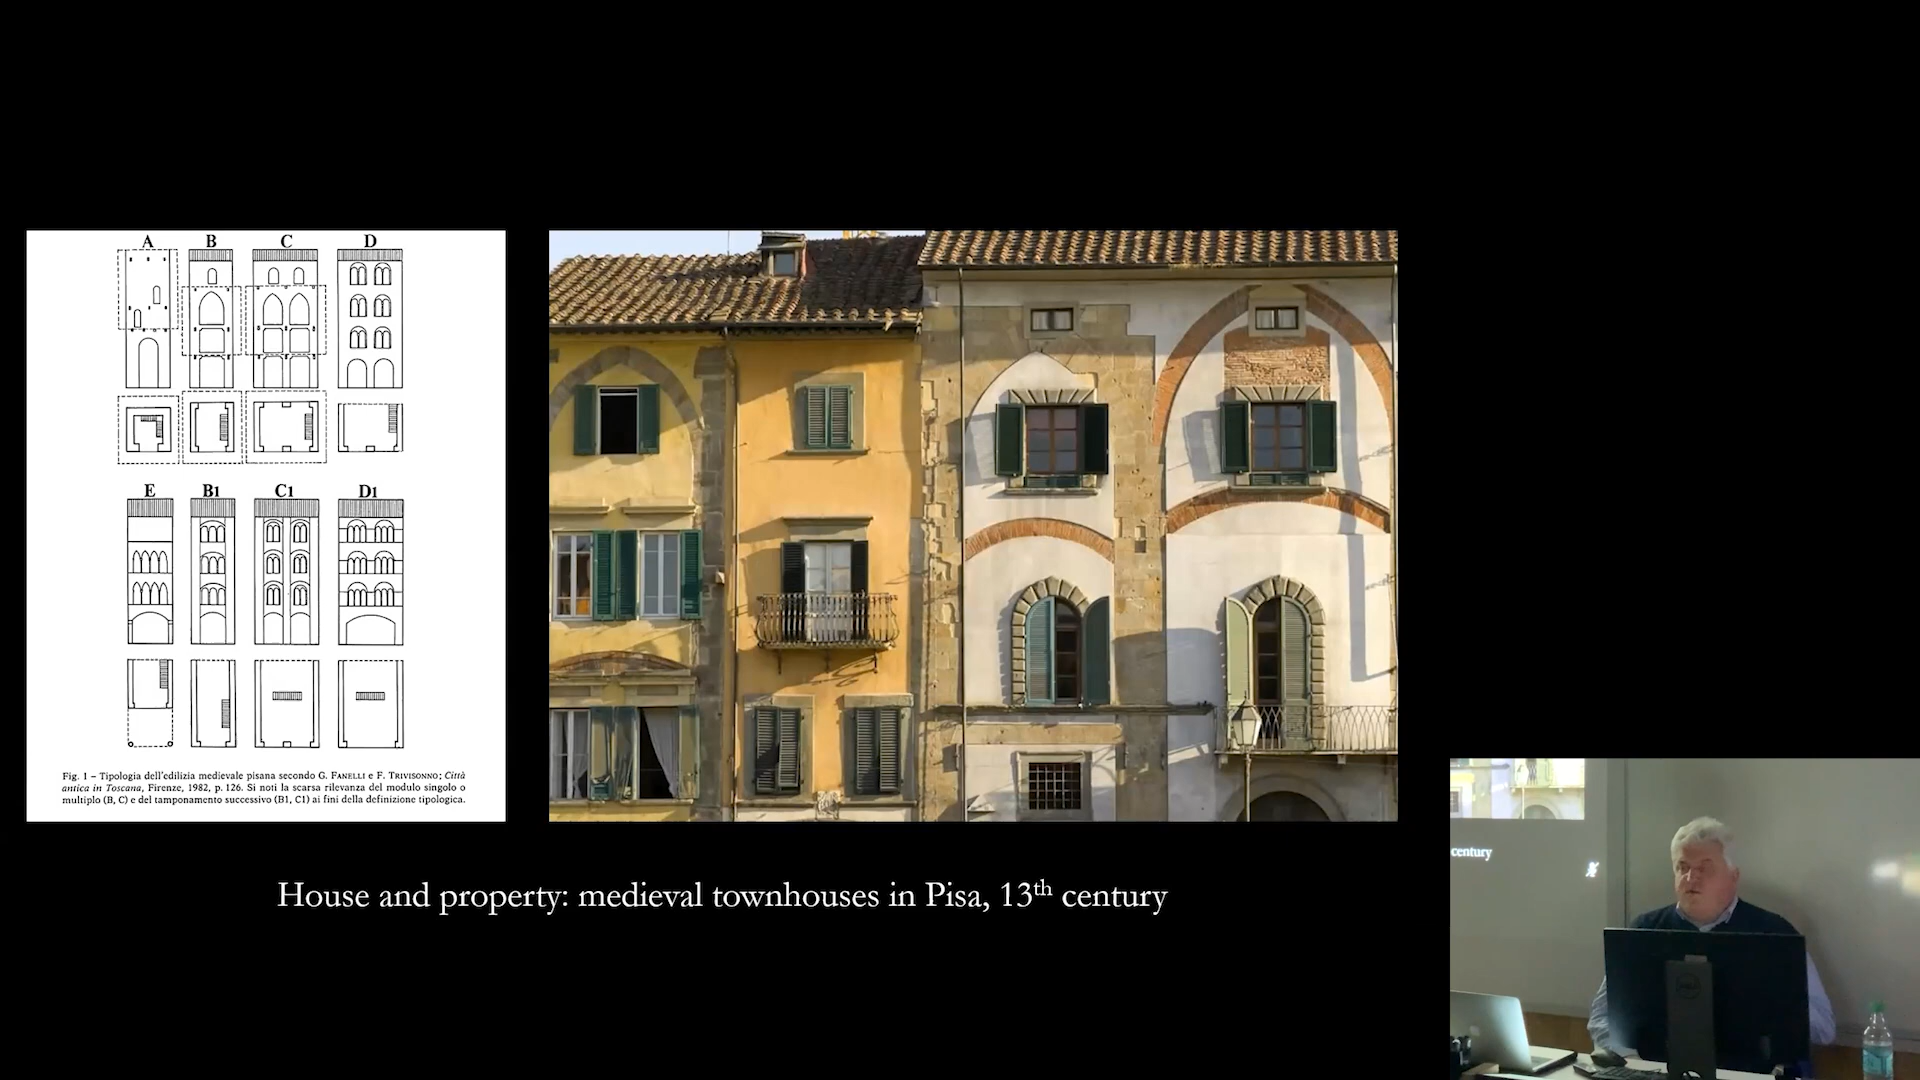 A B C D
E B1 C1 D1
Fig. 1 – Tipologia dell'edilizia medievale pisana secondo G. FANELLI e F. TRIVISONNO; Città
antica in Toscana, Firenze, 1982, p. 126. Si noti la scarsa rilevanza del modulo singolo o
multiplo (B, C) e del tamponamento successivo (B1, C1) ai fini della definizione tipologica.
House and property: medieval townhouses in Pisa, 13th century
century
DELL